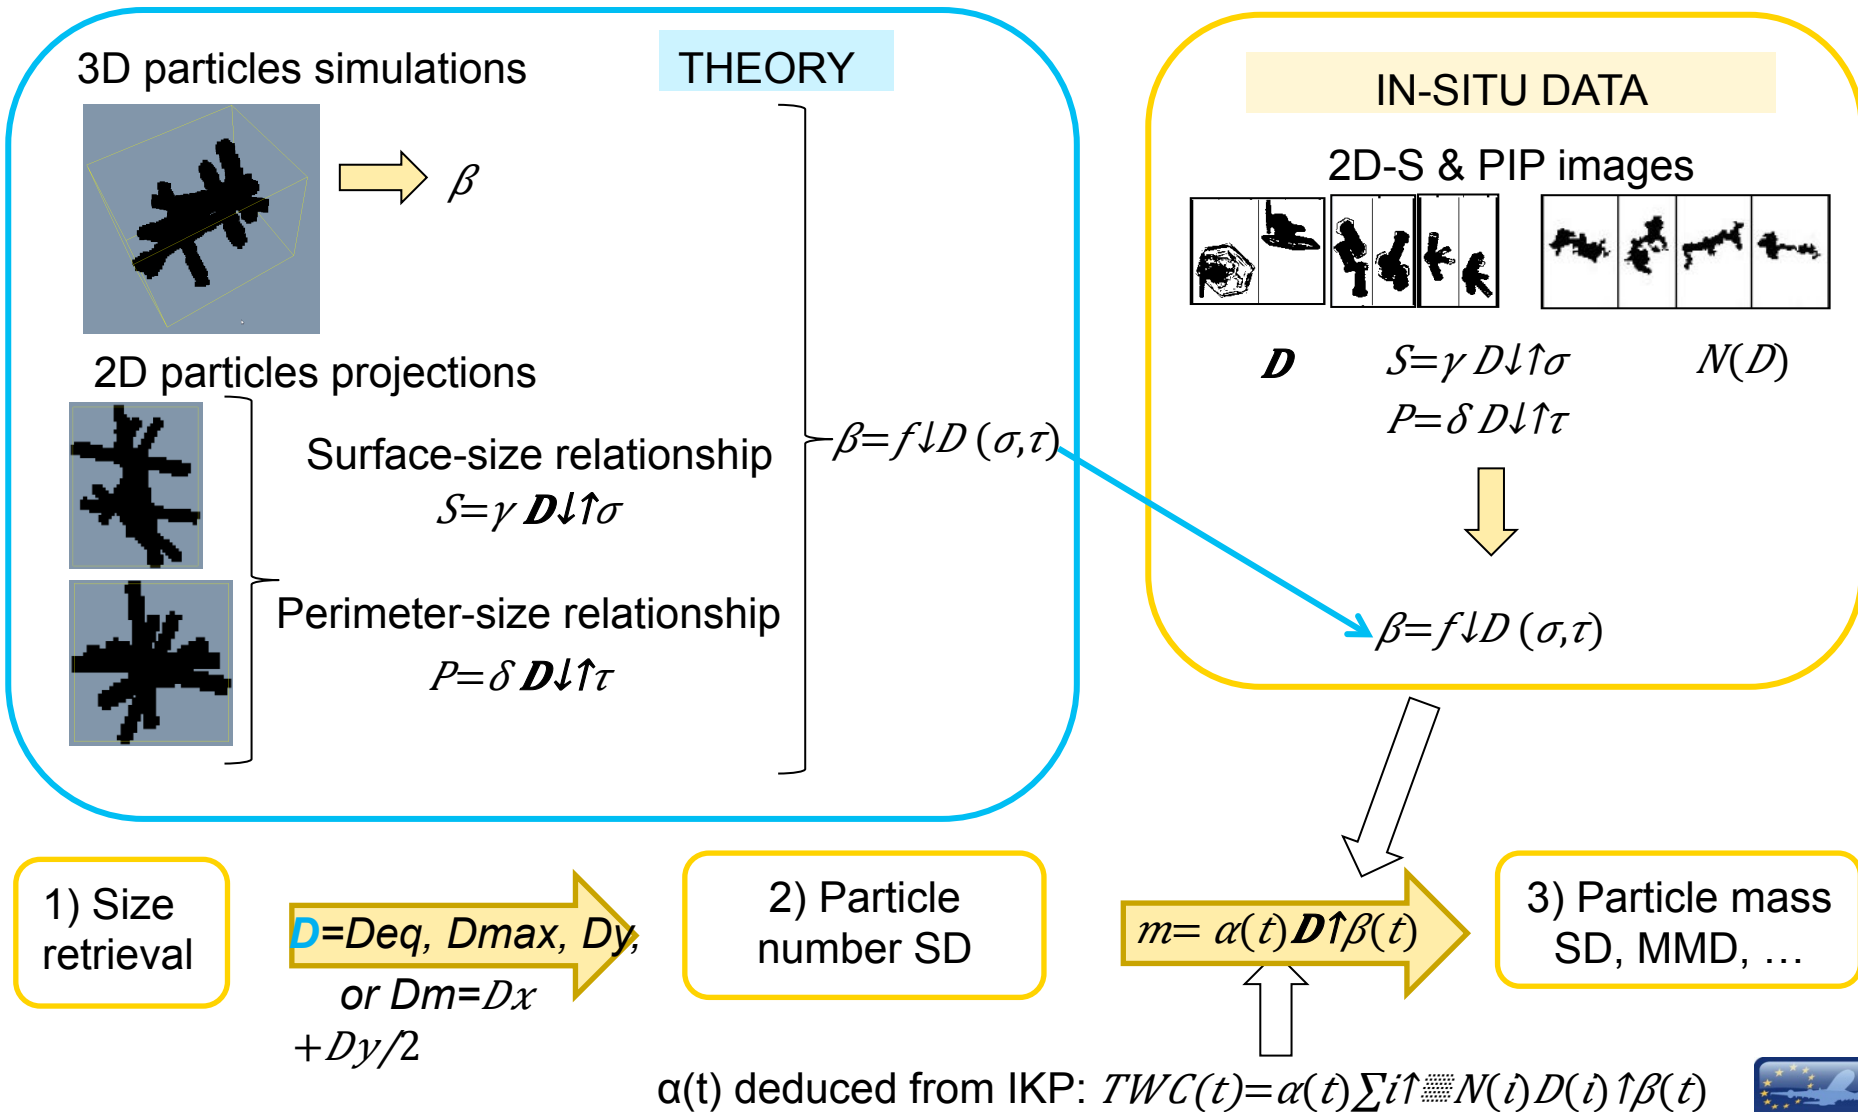 3D particles simulations
THEORY
β
2D particles projections
Surface-size relationship
S=γ D↓↑σ
Perimeter-size relationship
P=δ D↓↑τ
β=f↓D (σ,τ)
IN-SITU DATA
2D-S & PIP images
D
S=γ D↓↑σ
N(D)
P=δ D↓↑τ
β=f↓D (σ,τ)
1) Size
retrieval
D=Deq, Dmax, Dy,
or Dm=Dx
+Dy/2
2) Particle
number SD
m= α(t)D↑β(t)
3) Particle mass
SD, MMD, …
α(t) deduced from IKP: TWC(t)=α(t)∑i↑▒N(i)D(i)↑β(t)